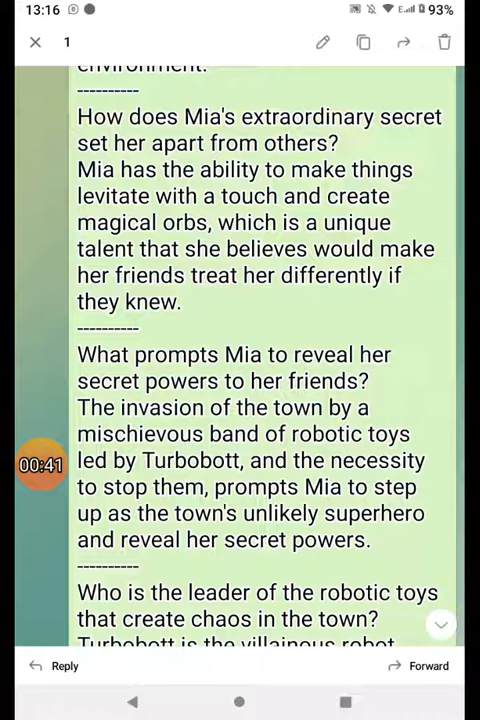 13:16
93%
1
environment.
----------
How does Mia's extraordinary secret
set her apart from others?
Mia has the ability to make things
levitate with a touch and create
magical orbs, which is a unique
talent that she believes would make
her friends treat her differently if
they knew.
----------
What prompts Mia to reveal her
secret powers to her friends?
The invasion of the town by a
mischievous band of robotic toys
led by Turbobott, and the necessity
to stop them, prompts Mia to step
up as the town's unlikely superhero
and reveal her secret powers.
----------
Who is the leader of the robotic toys
that create chaos in the town?
Turbobott is the villainous robot
00:41
Reply
Forward